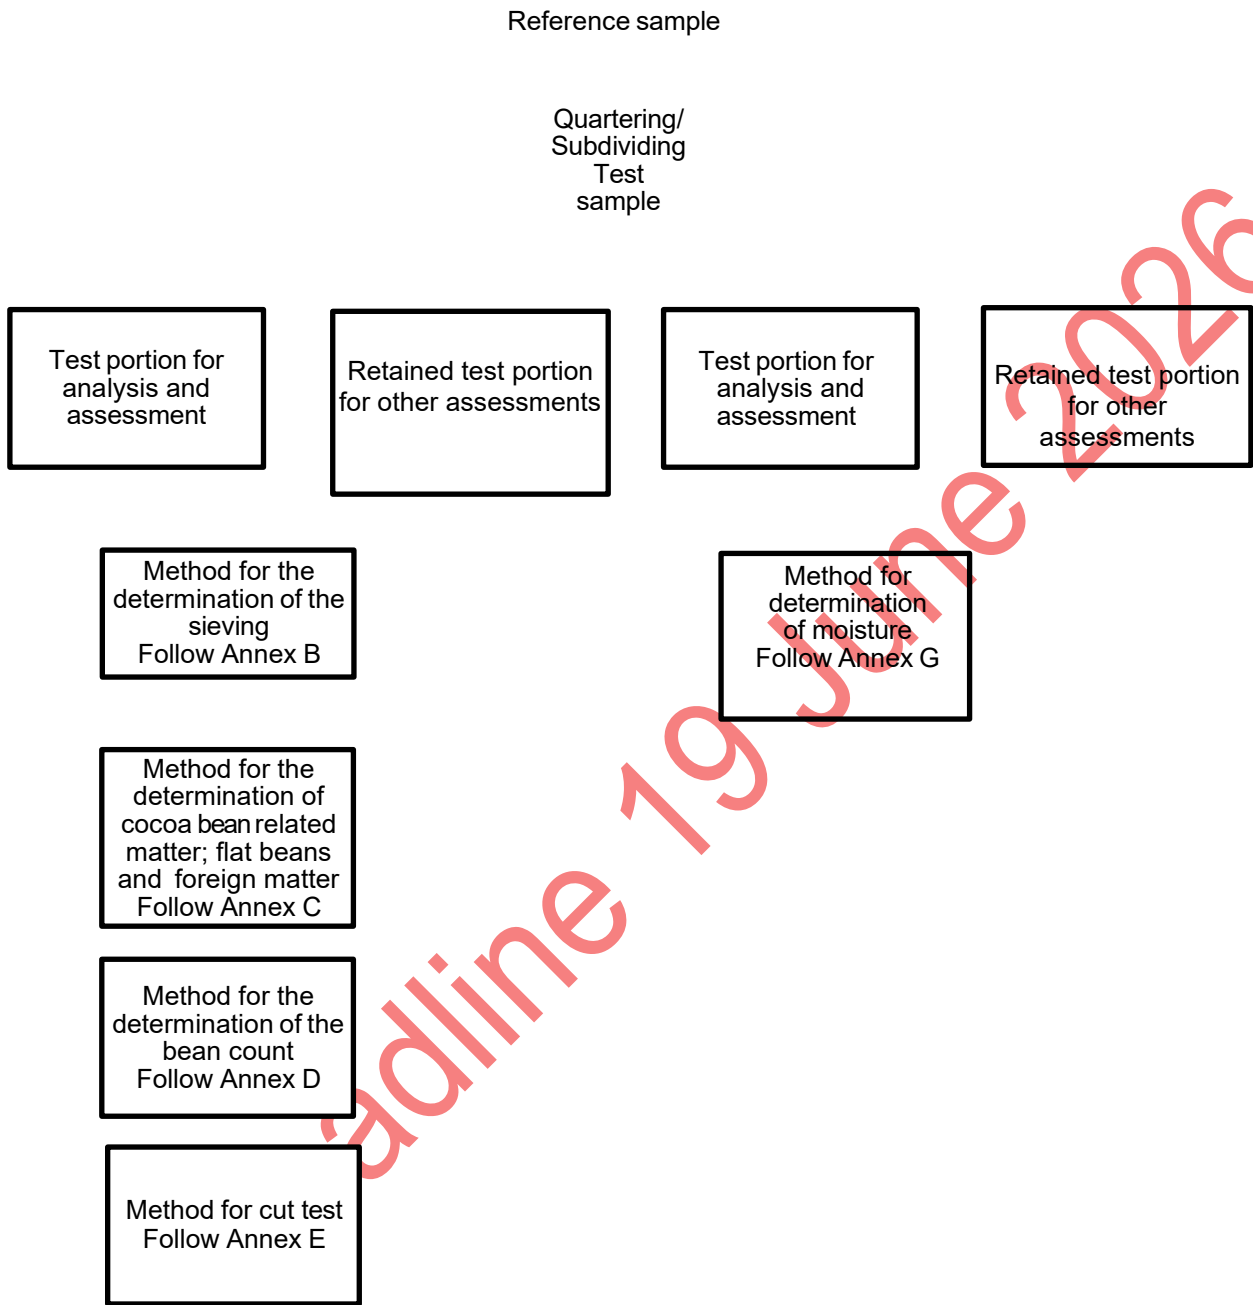 Reference sample
Quartering/
Subdividing
Test
sample
Test portion for
analysis and
assessment
Retained test portion
for other assessments
Test portion for
analysis and
assessment
Retained test portion
for other
assessments
Method for the
determination of the
sieving
Follow Annex B
Method for
determination
of moisture
Follow Annex G
Method for the
determination of
cocoa bean related
matter; flat beans
and foreign matter
Follow Annex C
Method for the
determination of the
bean count
Follow Annex D
Method for cut test
Follow Annex E
adline 19 June 2026